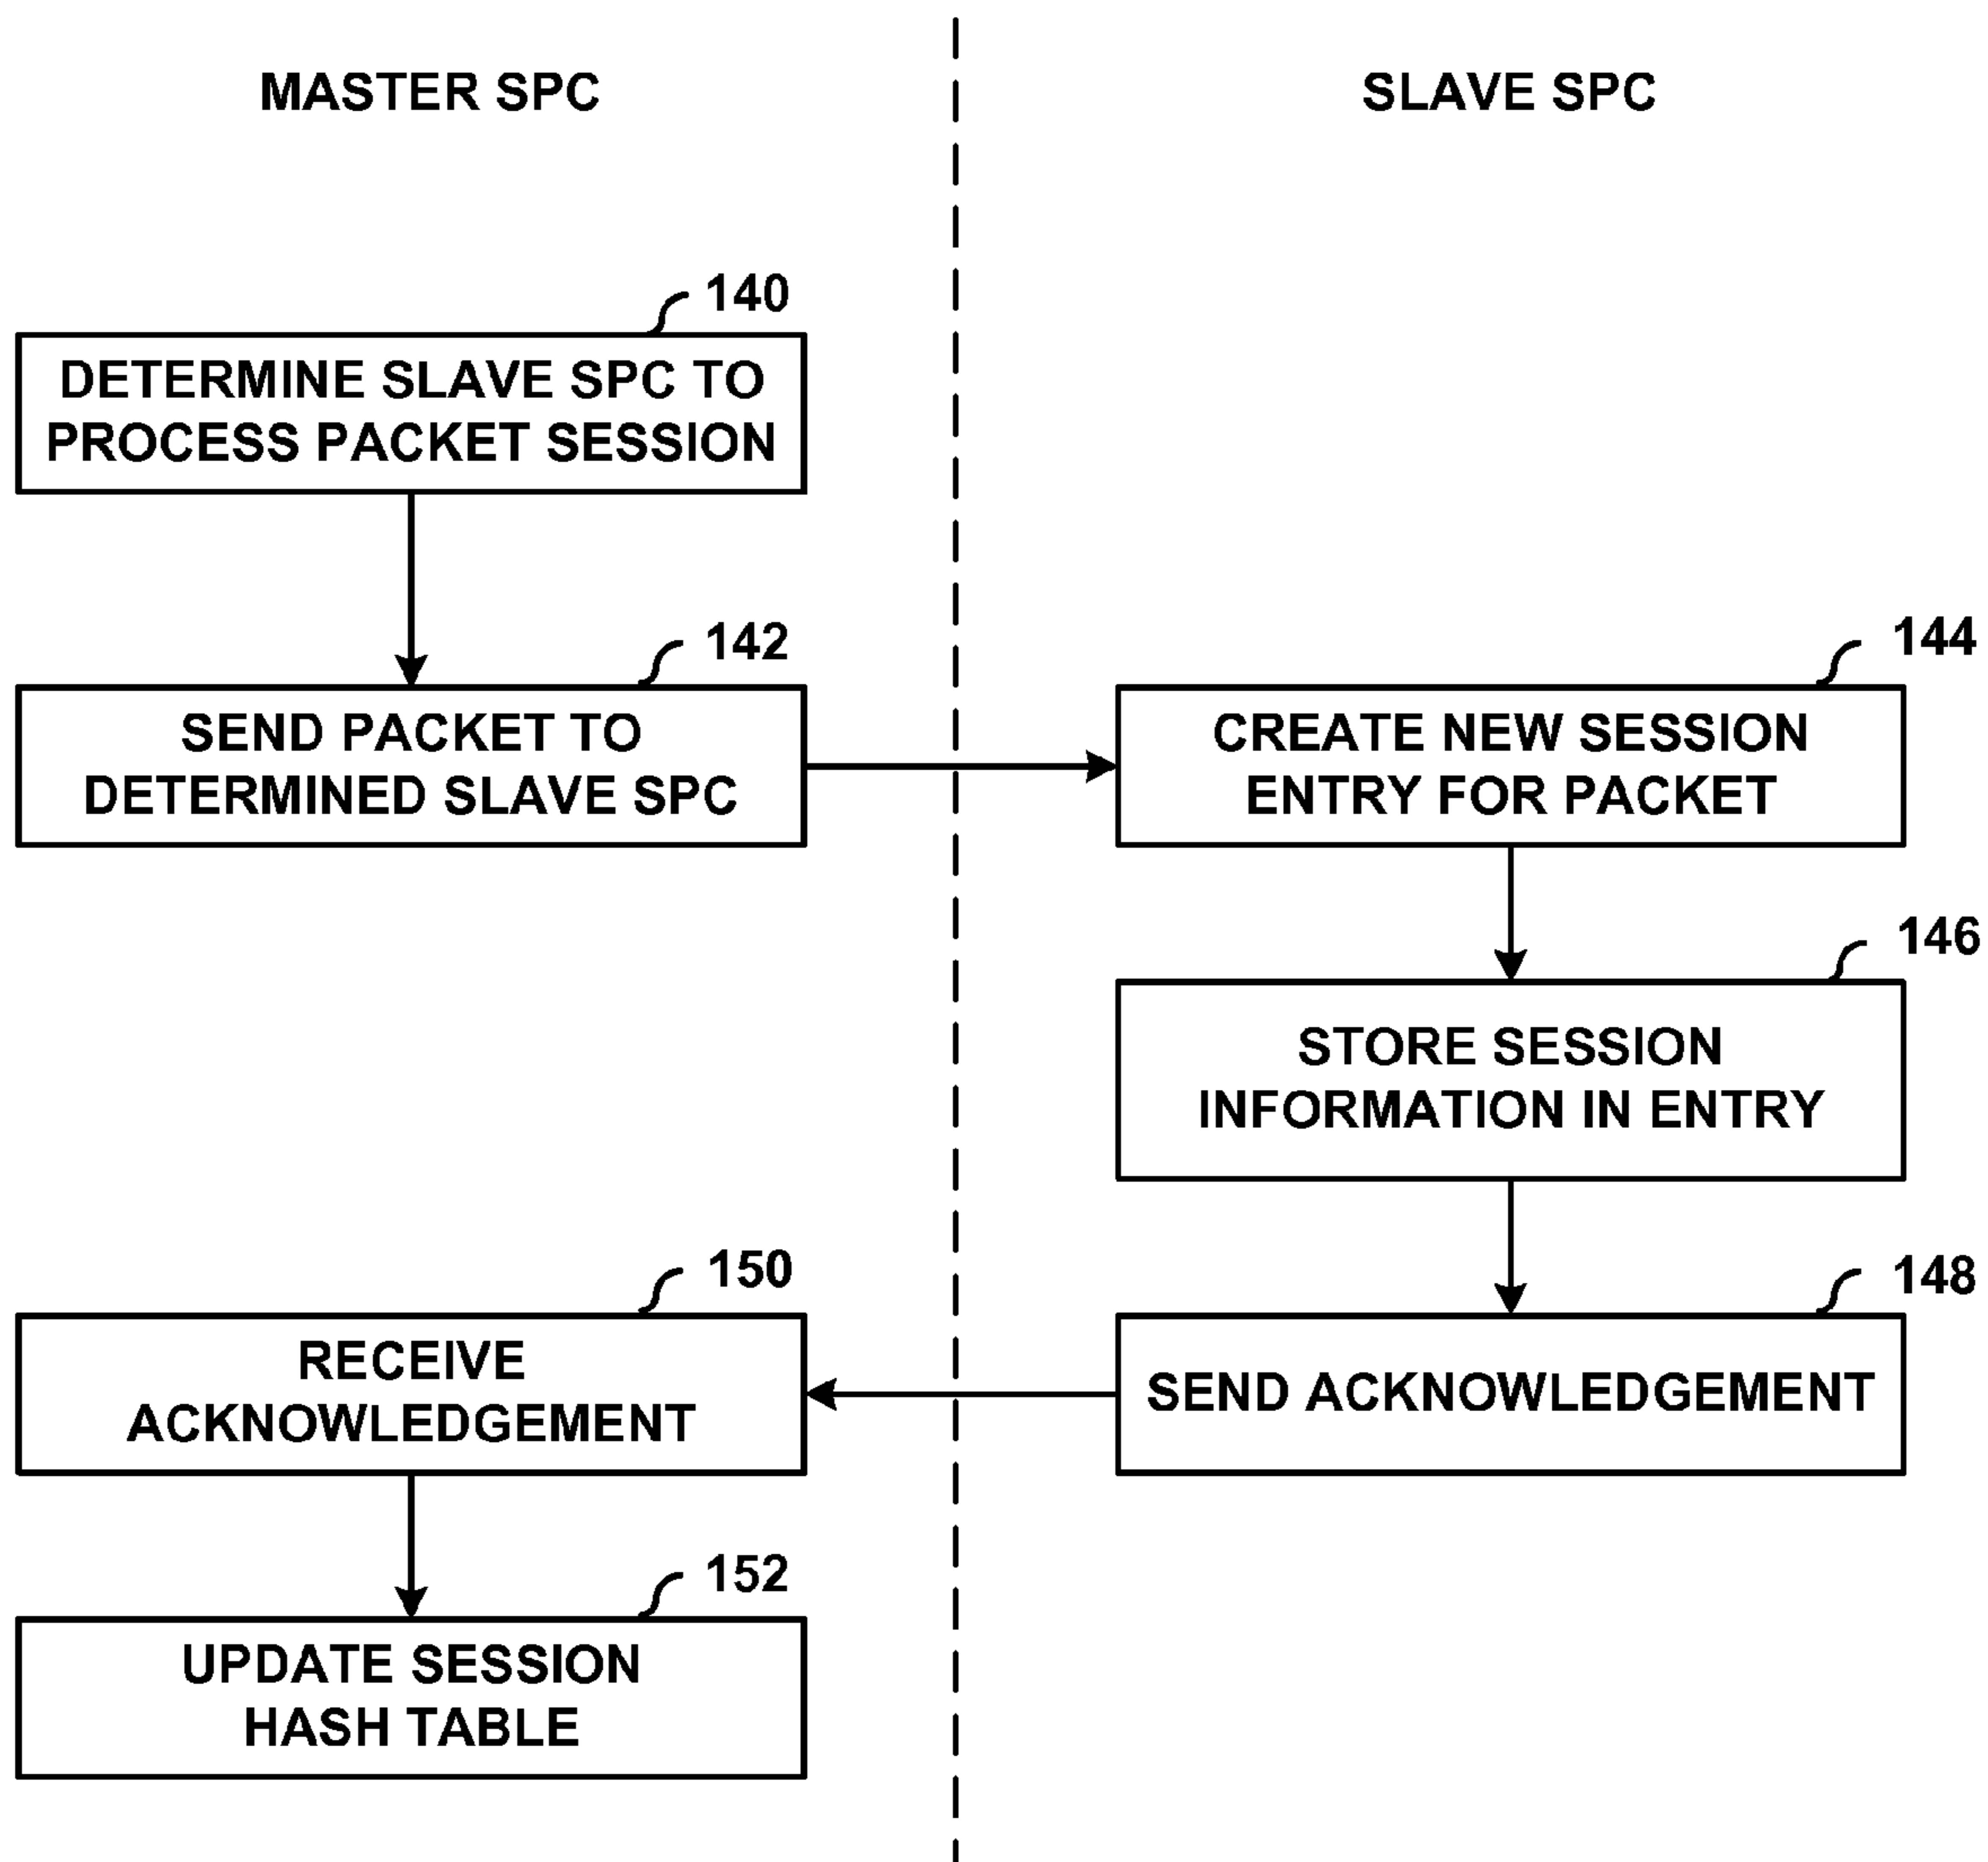 MASTER SPC
SLAVE SPC
140
DETERMINE SLAVE SPC TO
PROCESS PACKET SESSION
142
SEND PACKET TO
DETERMINED SLAVE SPC
144
CREATE NEW SESSION
ENTRY FOR PACKET
146
STORE SESSION
INFORMATION IN ENTRY
148
SEND ACKNOWLEDGEMENT
150
RECEIVE
ACKNOWLEDGEMENT
152
UPDATE SESSION
HASH TABLE